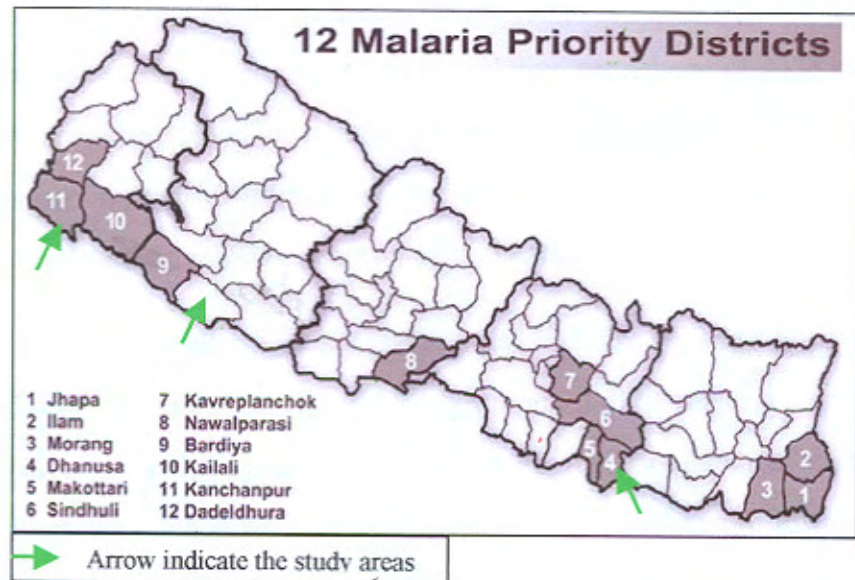 12 Malaria Priority Districts
12
11
10
9
8
7
6
5
4
3
2
1
1 Jhapa
2 Ilam
3 Morang
4 Dhanusa
5 Makottari
6 Sindhuli
7 Kavreplanchok
8 Nawalparasi
9 Bardiya
10 Kailali
11 Kanchanpur
12 Dadeldhura
Arrow indicate the study areas